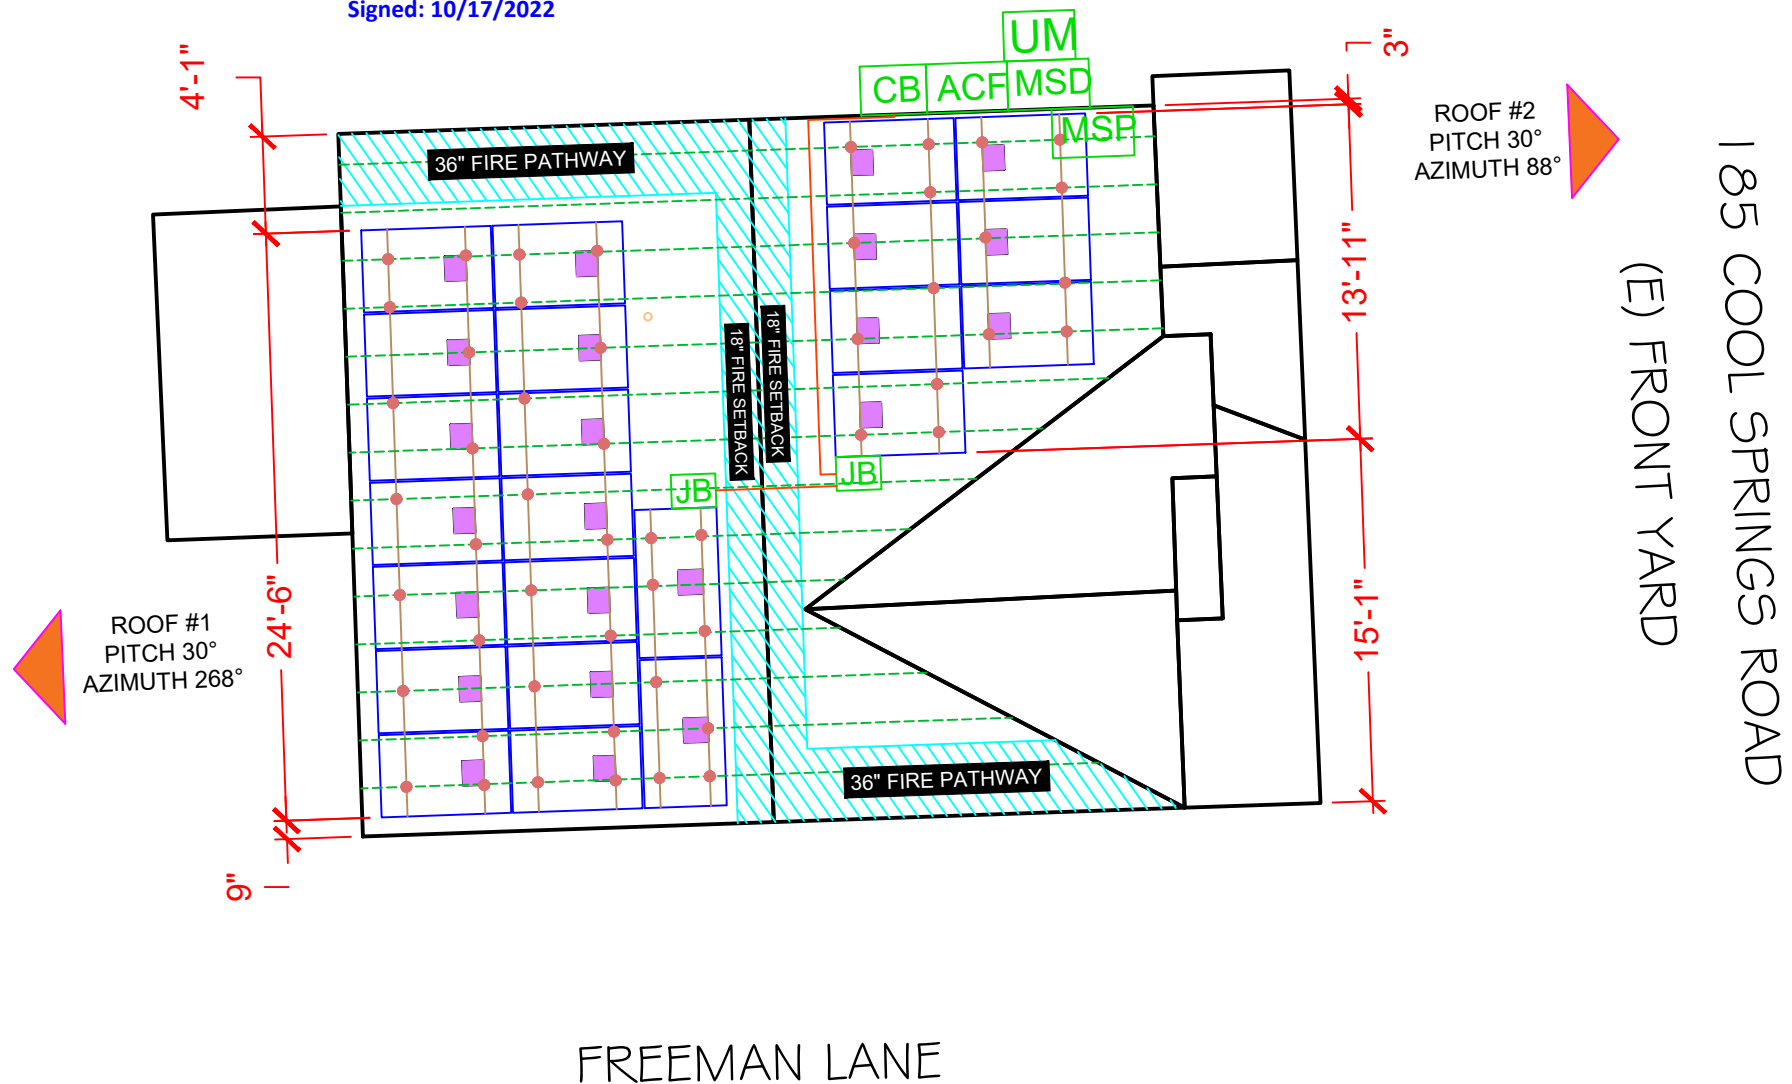 Signed: 10/17/2022
UM
CB
ACF
MSD
MSP
4'-1"
3"
36" FIRE PATHWAY
ROOF #2
PITCH 30°
AZIMUTH 88°
185 COOL SPRINGS ROAD
(E) FRONT YARD
13'-11"
18" FIRE SETBACK
18" FIRE SETBACK
JB
JB
ROOF #1
PITCH 30°
AZIMUTH 268°
24'-6"
15'-1"
36" FIRE PATHWAY
9"
FREEMAN LANE